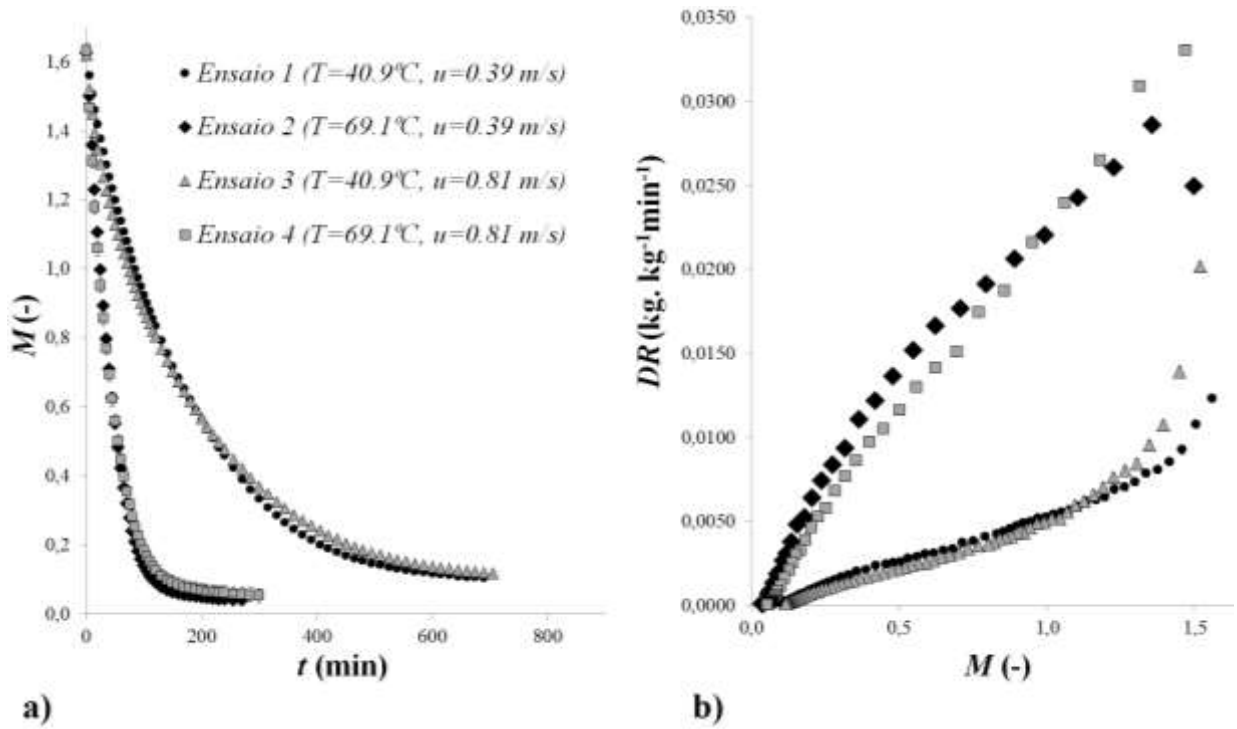 1,6
1,4
1,2
1,0
0,8
0,6
0,4
0,2
0,0
M (-)
0
200
400
600
800
t (min)
Ensaio 1 (T=40.9ºC, u=0.39 m/s)
Ensaio 2 (T=69.1ºC, u=0.39 m/s)
Ensaio 3 (T=40.9ºC, u=0.81 m/s)
Ensaio 4 (T=69.1ºC, u=0.81 m/s)
a)
0,0350
0,0300
0,0250
0,0200
0,0150
0,0100
0,0050
0,0000
DR (kg. kg⁻¹min⁻¹)
0,0
0,5
1,0
1,5
M (-)
b)